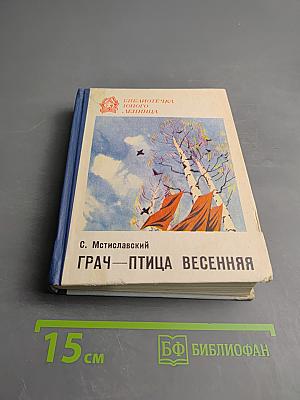 БИБЛИОТЕЧКА
ЮНОГО
ЛЕНИНЦА
С. Мстиславский
ГРАЧ—ПТИЦА ВЕСЕННЯЯ
15 см
БФ БИБЛИОФАН